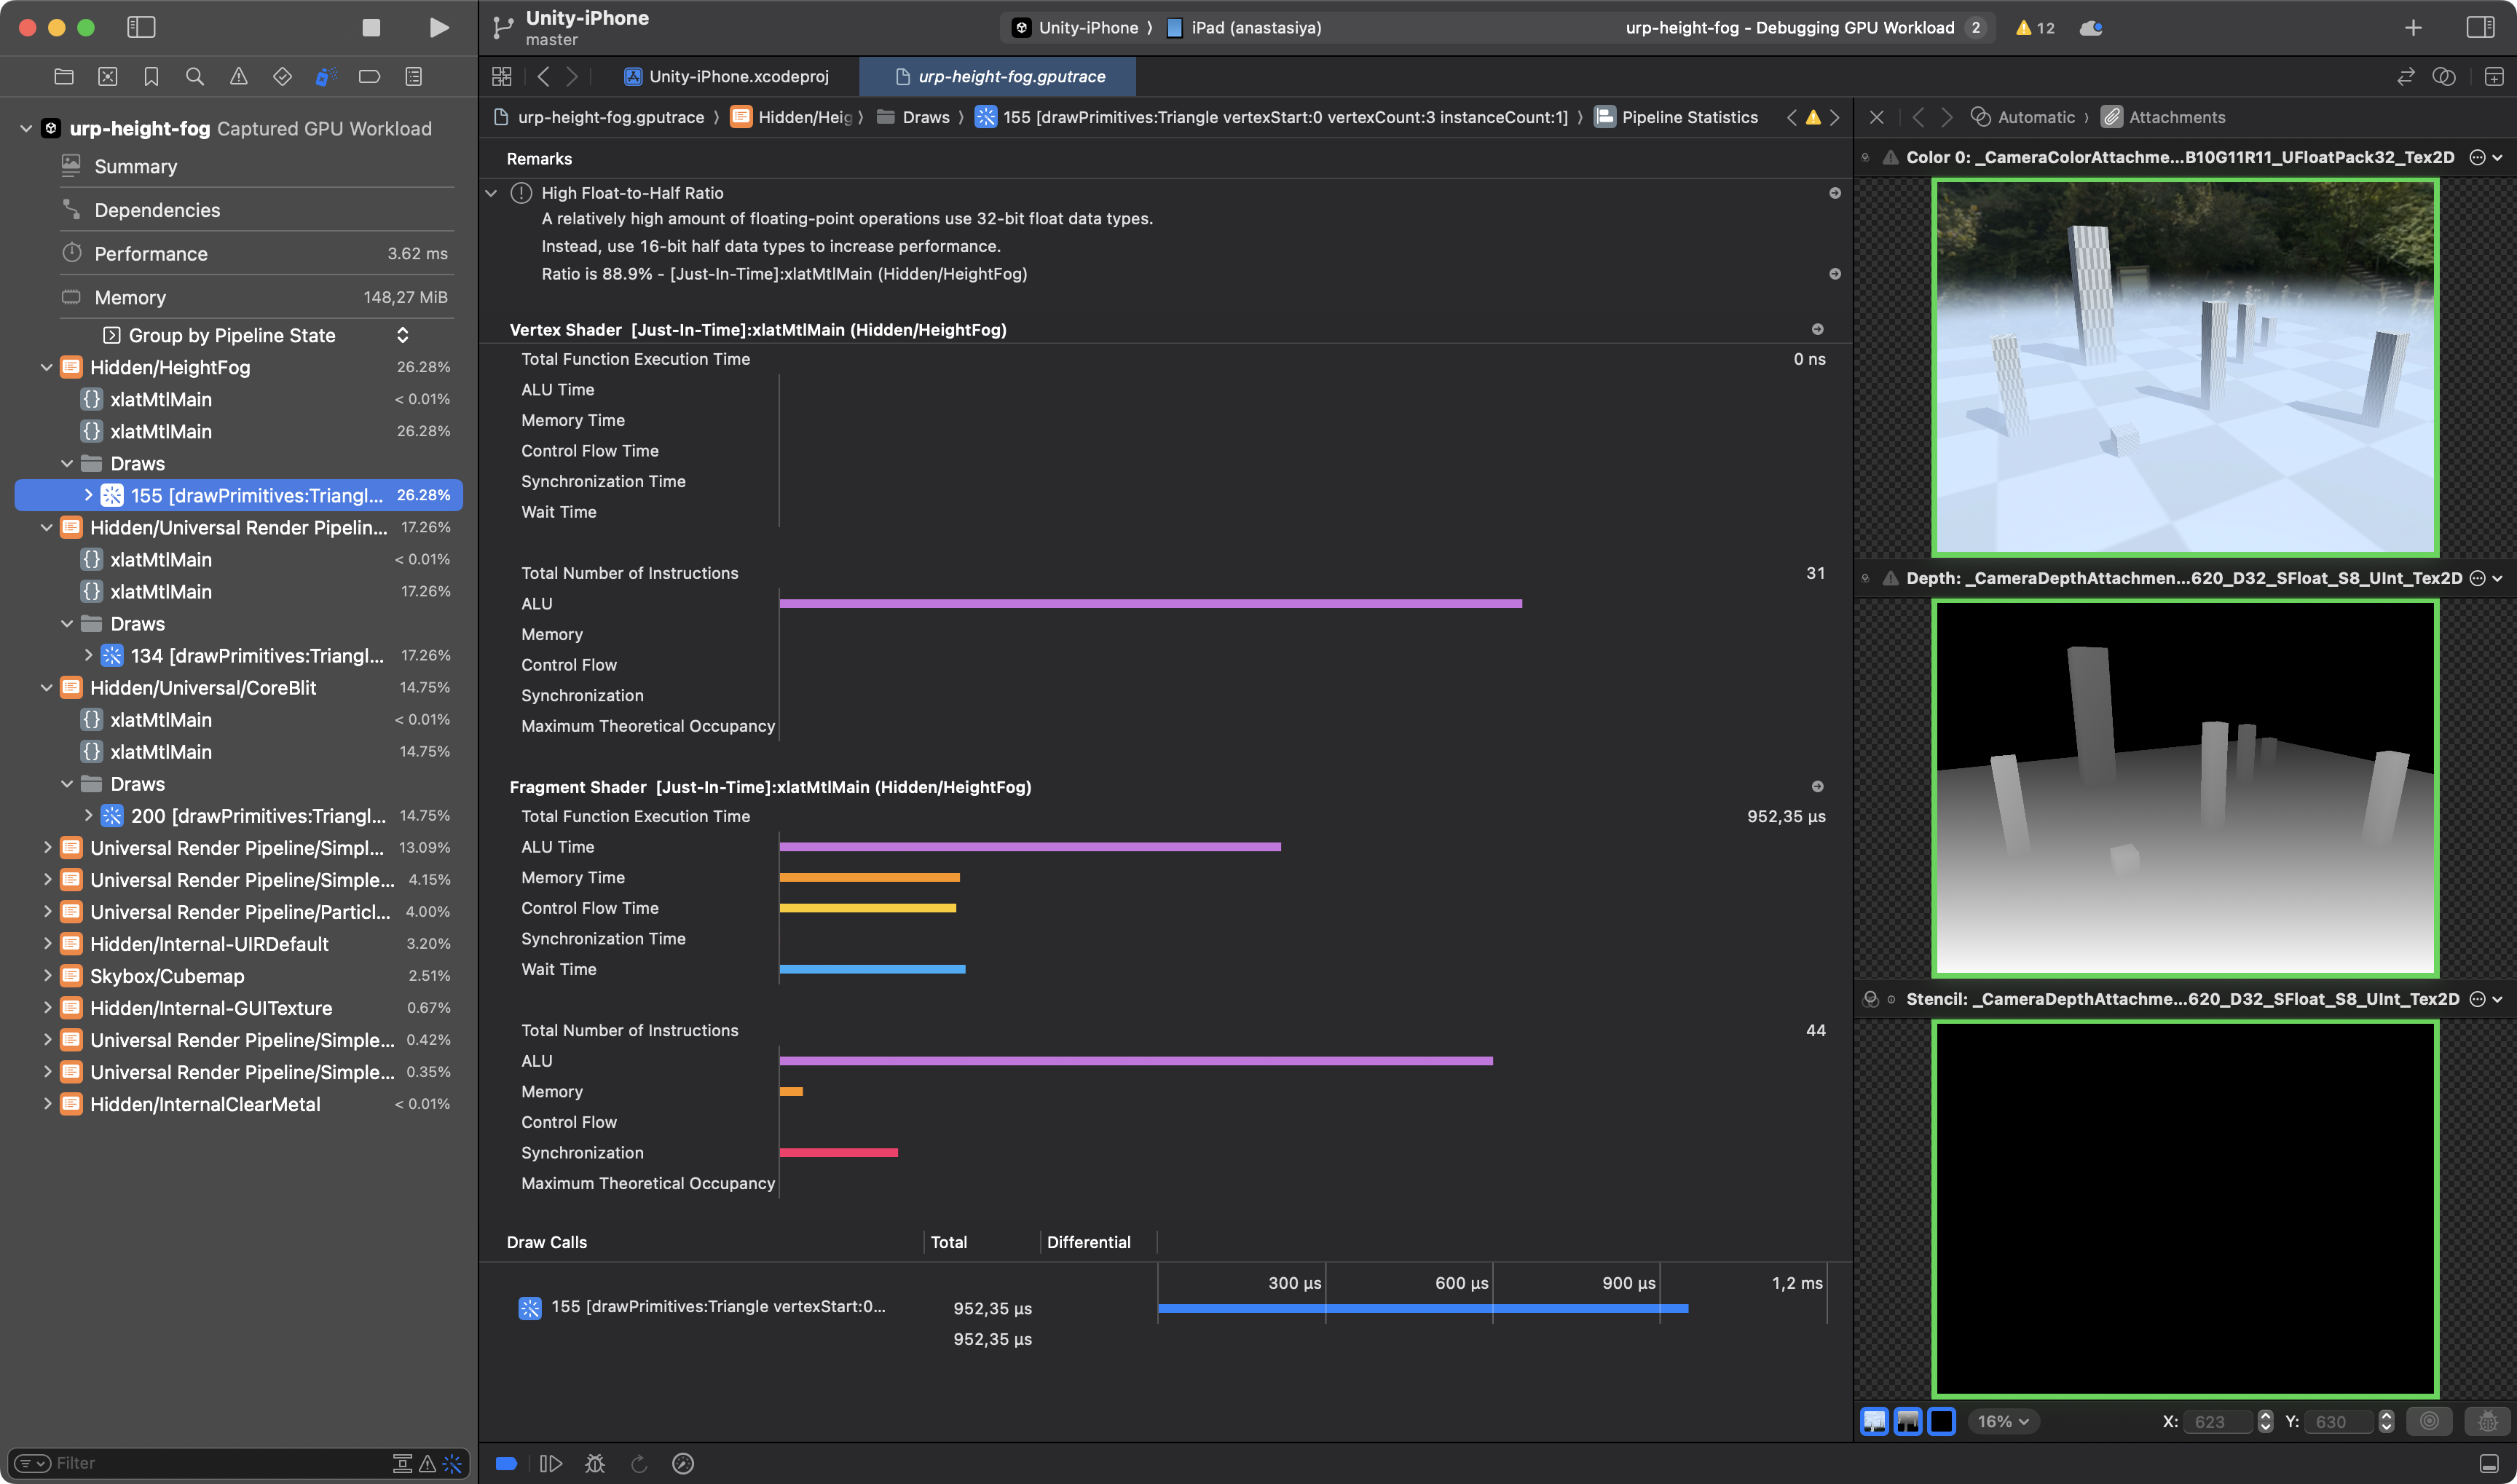 Unity-iPhone
master
Unity-iPhone 〉 iPad (anastasiya)
urp-height-fog - Debugging GPU Workload 2
12
Unity-iPhone.xcodeproj
urp-height-fog.gputrace
urp-height-fog Captured GPU Workload
Summary
Dependencies
Performance 3.62 ms
Memory 148,27 MiB
Group by Pipeline State
Hidden/HeightFog 26.28%
{} xlatMtlMain < 0.01%
{} xlatMtlMain 26.28%
Draws
155 [drawPrimitives:Triangl... 26.28%
Hidden/Universal Render Pipelin... 17.26%
{} xlatMtlMain < 0.01%
{} xlatMtlMain 17.26%
Draws
134 [drawPrimitives:Triangl... 17.26%
Hidden/Universal/CoreBlit 14.75%
{} xlatMtlMain < 0.01%
{} xlatMtlMain 14.75%
Draws
200 [drawPrimitives:Triangl... 14.75%
Universal Render Pipeline/Simpl... 13.09%
Universal Render Pipeline/Simple... 4.15%
Universal Render Pipeline/Particl... 4.00%
Hidden/Internal-UIRDefault 3.20%
Skybox/Cubemap 2.51%
Hidden/Internal-GUITexture 0.67%
Universal Render Pipeline/Simple... 0.42%
Universal Render Pipeline/Simple... 0.35%
Hidden/InternalClearMetal < 0.01%
Filter
urp-height-fog.gputrace 〉 Hidden/Heig 〉 Draws 〉 155 [drawPrimitives:Triangle vertexStart:0 vertexCount:3 instanceCount:1] 〉 Pipeline Statistics
Remarks
High Float-to-Half Ratio
A relatively high amount of floating-point operations use 32-bit float data types.
Instead, use 16-bit half data types to increase performance.
Ratio is 88.9% - [Just-In-Time]:xlatMtlMain (Hidden/HeightFog)
Vertex Shader [Just-In-Time]:xlatMtlMain (Hidden/HeightFog)
Total Function Execution Time 0 ns
ALU Time
Memory Time
Control Flow Time
Synchronization Time
Wait Time
Total Number of Instructions 31
ALU
Memory
Control Flow
Synchronization
Maximum Theoretical Occupancy
Fragment Shader [Just-In-Time]:xlatMtlMain (Hidden/HeightFog)
Total Function Execution Time 952,35 µs
ALU Time
Memory Time
Control Flow Time
Synchronization Time
Wait Time
Total Number of Instructions 44
ALU
Memory
Control Flow
Synchronization
Maximum Theoretical Occupancy
Draw Calls Total Differential
300 µs 600 µs 900 µs 1,2 ms
155 [drawPrimitives:Triangle vertexStart:0... 952,35 µs
952,35 µs
Automatic 〉 Attachments
Color 0: _CameraColorAttachme...B10G11R11_UFloatPack32_Tex2D
Depth: _CameraDepthAttachmen...620_D32_SFloat_S8_UInt_Tex2D
Stencil: _CameraDepthAttachme...620_D32_SFloat_S8_UInt_Tex2D
16% X: 623 Y: 630